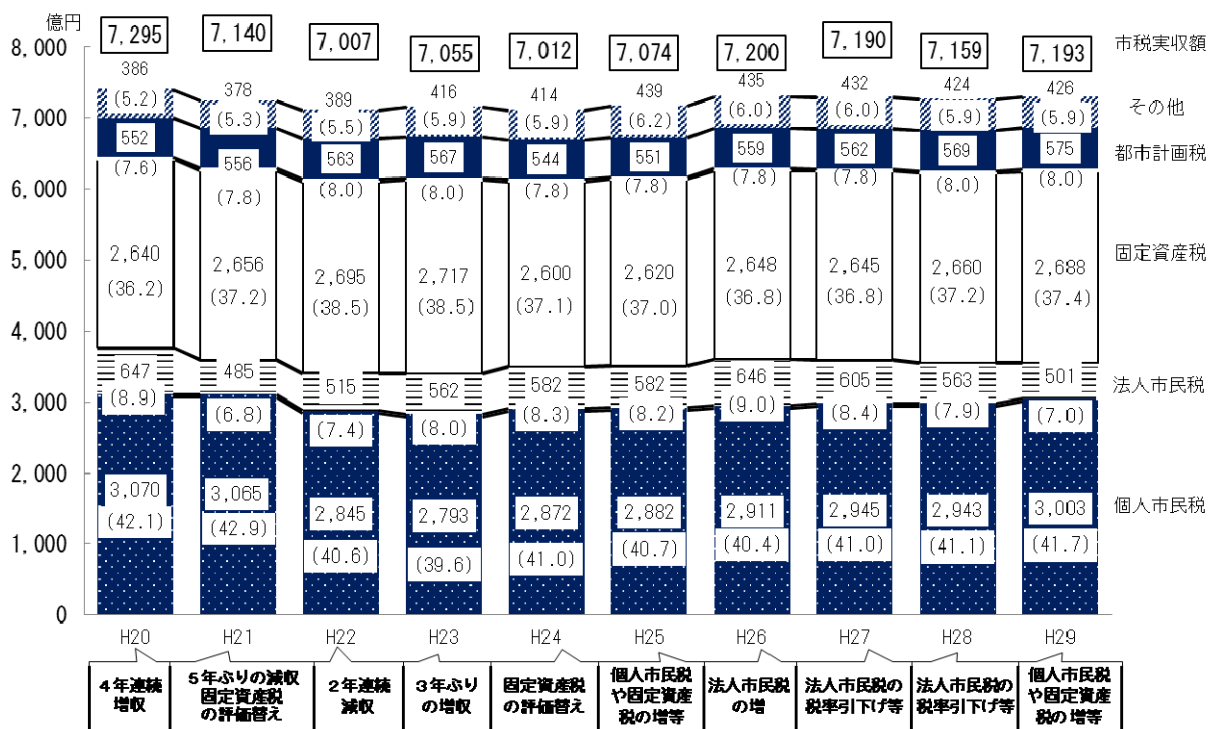 億円
8,000
7,000
6,000
5,000
4,000
3,000
2,000
1,000
0
7,295
7,140
7,007
7,055
7,012
7,074
7,200
7,190
7,159
7,193
市税実収額
386
378
389
416
414
439
435
432
424
426
(5.2)
(5.3)
(5.5)
(5.9)
(5.9)
(6.2)
(6.0)
(6.0)
(5.9)
(5.9)
その他
552
556
563
567
544
551
559
562
569
575
都市計画税
(7.6)
(7.8)
(8.0)
(8.0)
(7.8)
(7.8)
(7.8)
(7.8)
(8.0)
(8.0)
2,640
2,656
2,695
2,717
2,600
2,620
2,648
2,645
2,660
2,688
固定資産税
(36.2)
(37.2)
(38.5)
(38.5)
(37.1)
(37.0)
(36.8)
(36.8)
(37.2)
(37.4)
647
485
515
562
582
582
646
605
563
501
法人市民税
(8.9)
(6.8)
(7.4)
(8.0)
(8.3)
(8.2)
(9.0)
(8.4)
(7.9)
(7.0)
3,070
3,065
2,845
2,793
2,872
2,882
2,911
2,945
2,943
3,003
個人市民税
(42.1)
(42.9)
(40.6)
(39.6)
(41.0)
(40.7)
(40.4)
(41.0)
(41.1)
(41.7)
H20
H21
H22
H23
H24
H25
H26
H27
H28
H29
4年連続
増収
5年ぶりの減収
固定資産税
の評価替え
2年連続
減収
3年ぶり
の増収
固定資産税
の評価替え
個人市民税
や固定資産
税の増等
法人市民税
の増
法人市民税の
税率引下げ等
法人市民税の
税率引下げ等
個人市民税
や固定資産
税の増等